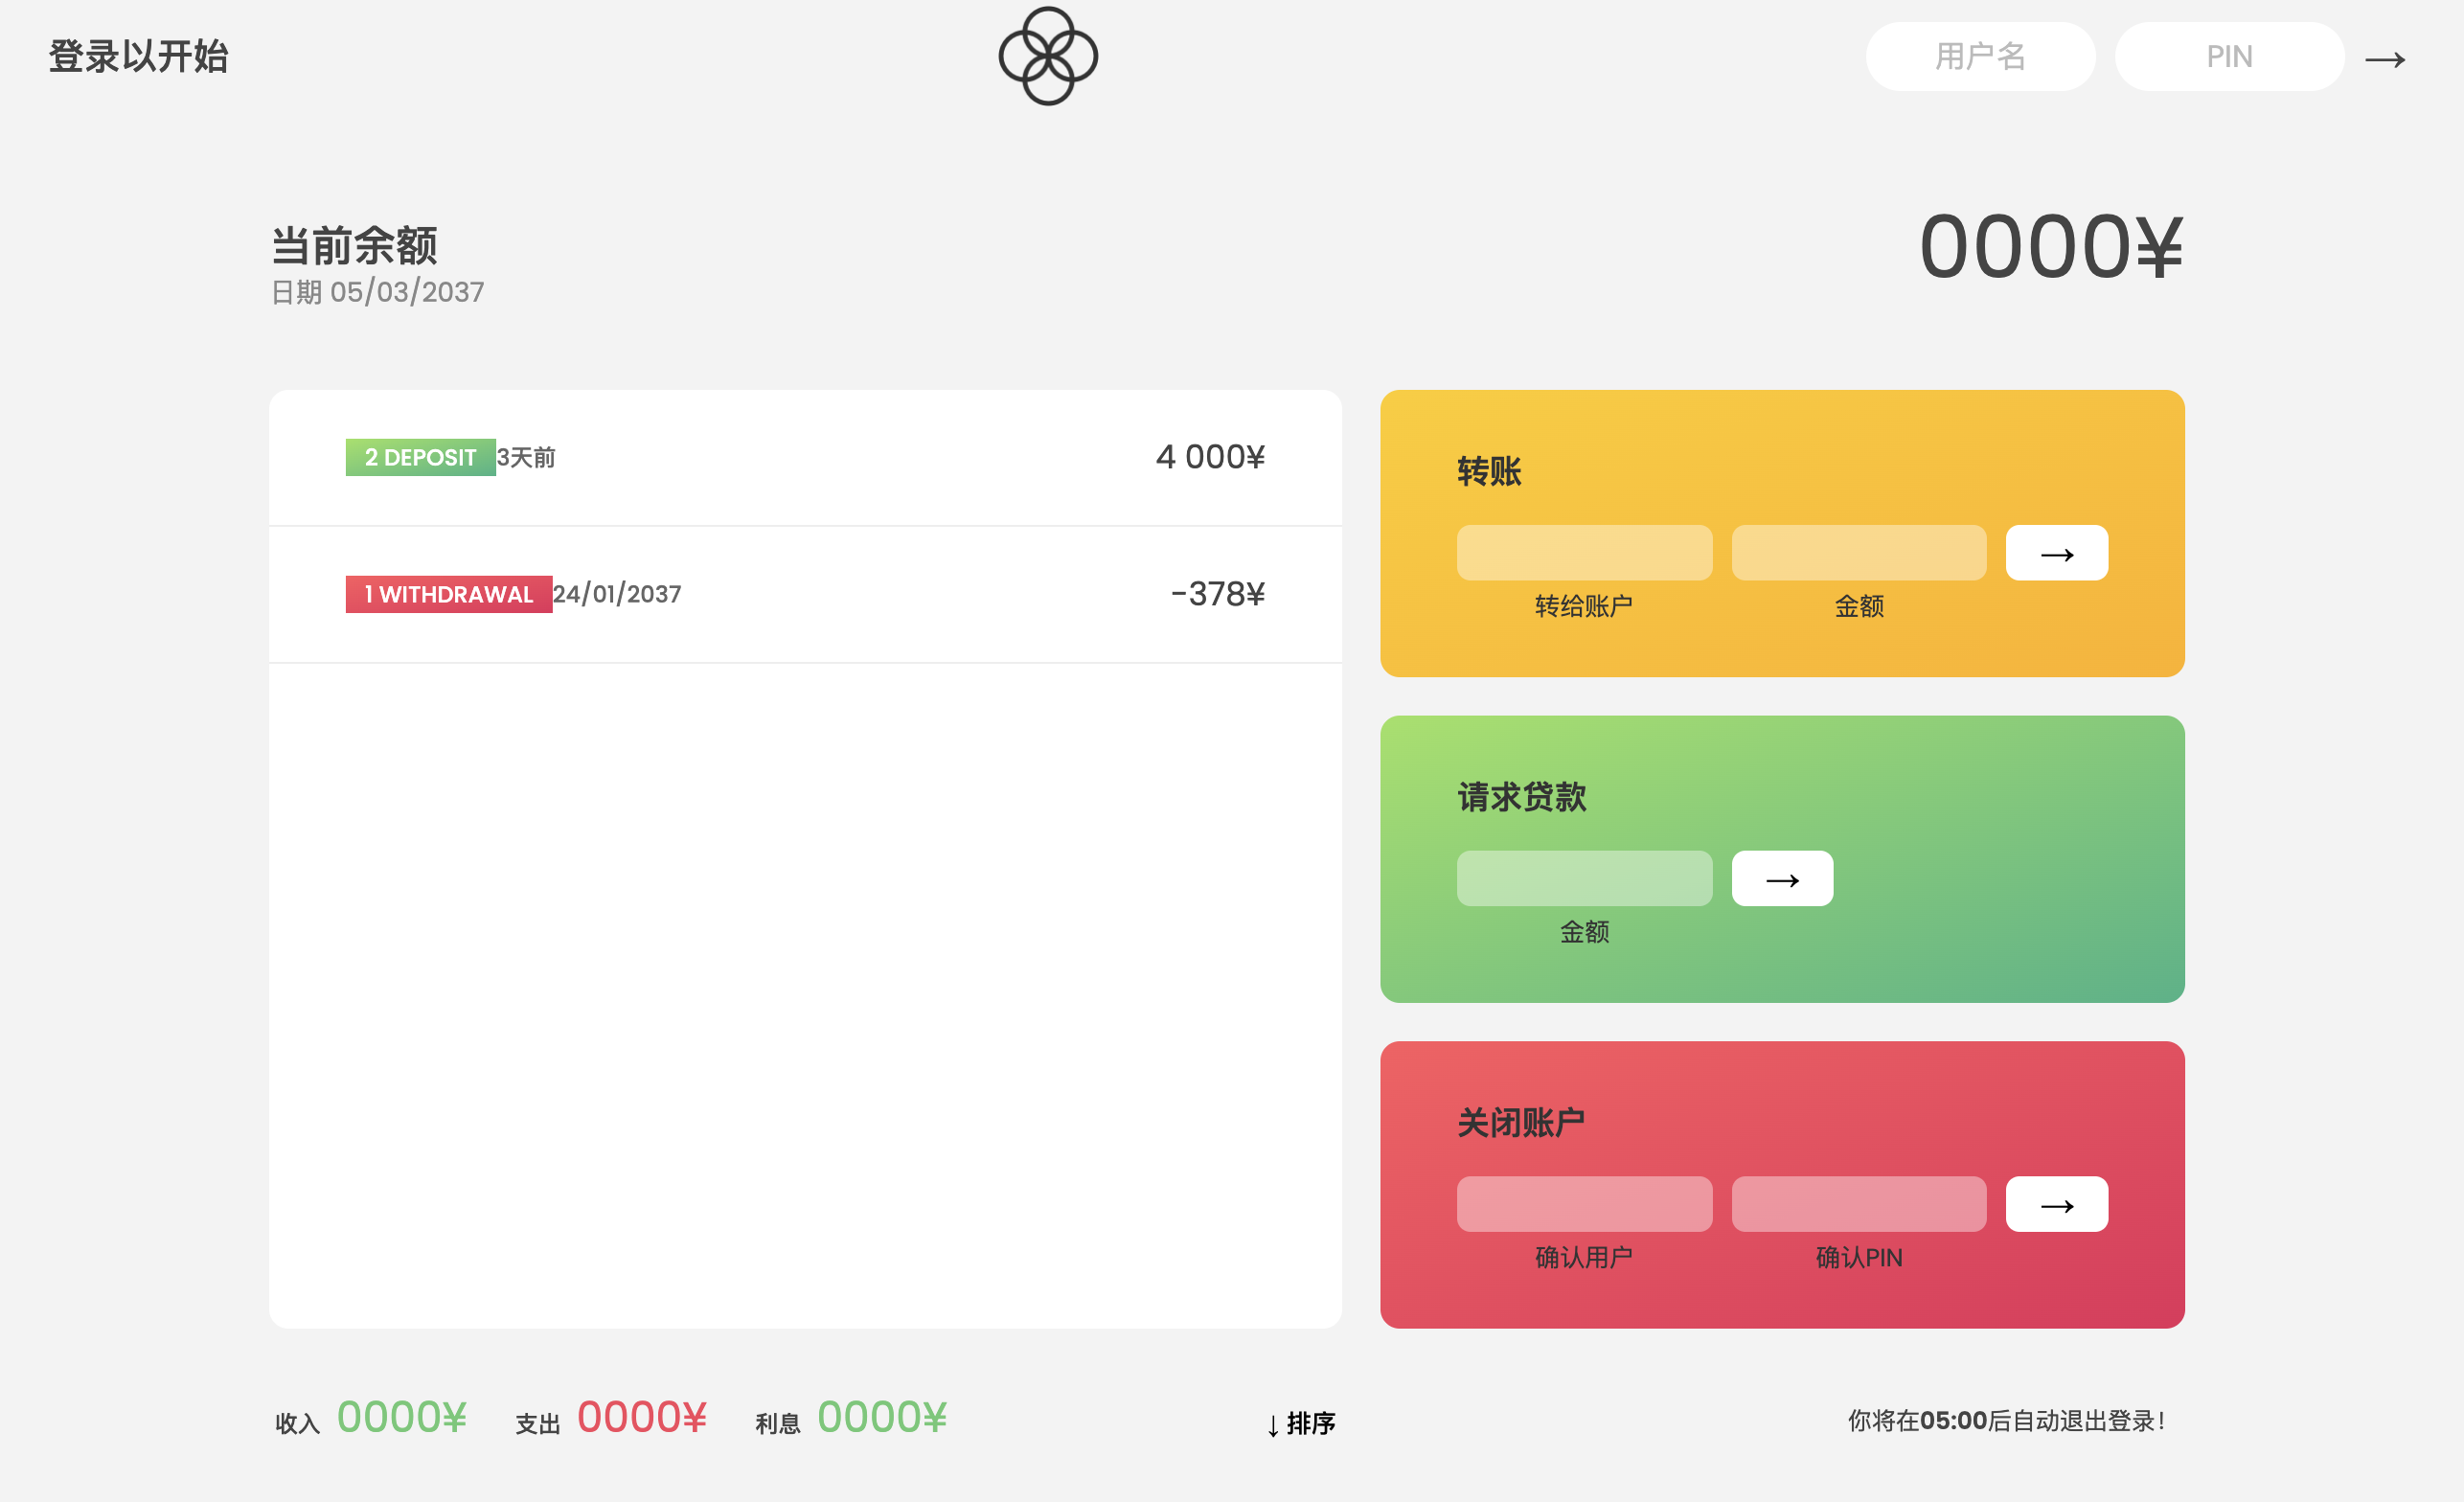 登录以开始
用户名
PIN
→
当前余额
日期 05/03/2037
0000¥
2 DEPOSIT 3天前 4 000¥
1 WITHDRAWAL 24/01/2037 -378¥
转账
→
转给账户 金额
请求贷款
→
金额
关闭账户
→
确认用户 确认PIN
收入 0000¥ 支出 0000¥ 利息 0000¥ ↓ 排序
你将在05:00后自动退出登录!